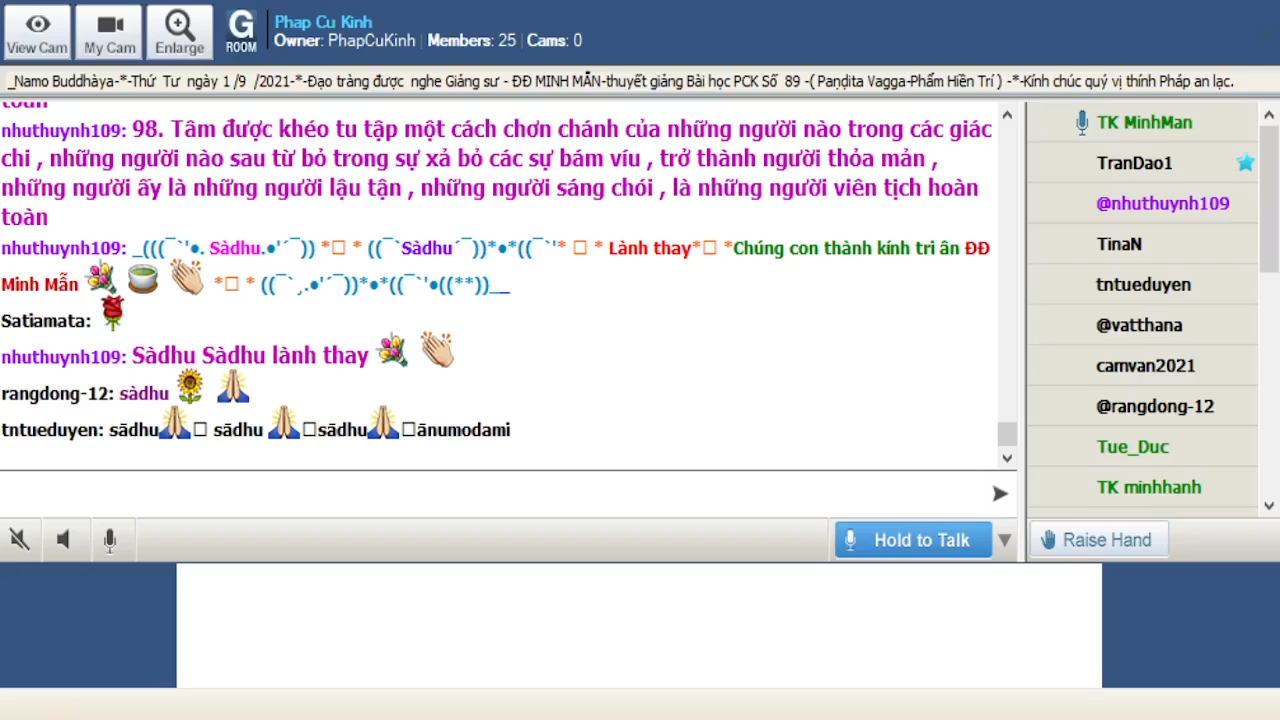 View Cam
My Cam
Enlarge
G
ROOM
Phap Cu Kinh
Owner: PhapCuKinh | Members: 25 | Cams: 0
_Namo Buddhàya-*-Thứ Tư ngày 1 /9 /2021-*-Đạo tràng được nghe Giảng sư - ĐĐ MINH MẪN-thuyết giảng Bài học PCK Số 89 -( Paṇḍita Vagga-Phẩm Hiền Trí ) -*-Kính chúc quý vị thính Pháp an lạc.
toàn
nhuthuynh109: 98. Tâm được khéo tu tập một cách chơn chánh của những người nào trong các giác
chi , những người nào sau từ bỏ trong sự xả bỏ các sự bám víu , trở thành người thỏa mản ,
những người ấy là những người lậu tận , những người sáng chói , là những người viên tịch hoàn
toàn
nhuthuynh109: _(((¯`'●. Sàdhu.●'´¯)) *□ * ((¯`Sàdhu´¯))*●*((¯`'* □ * Lành thay*□ *Chúng con thành kính tri ân ĐĐ
Minh Mẫn *□ * ((¯`¸.●'´¯))*●*((¯`'●((**))__
Satiamata:
nhuthuynh109: Sàdhu Sàdhu lành thay
rangdong-12: sàdhu
tntueduyen: sādhu□ sādhu □sādhu□ānumodami
TK MinhMan
TranDao1
@nhuthuynh109
TinaN
tntueduyen
@vatthana
camvan2021
@rangdong-12
Tue_Duc
TK minhhanh
Hold to Talk
Raise Hand